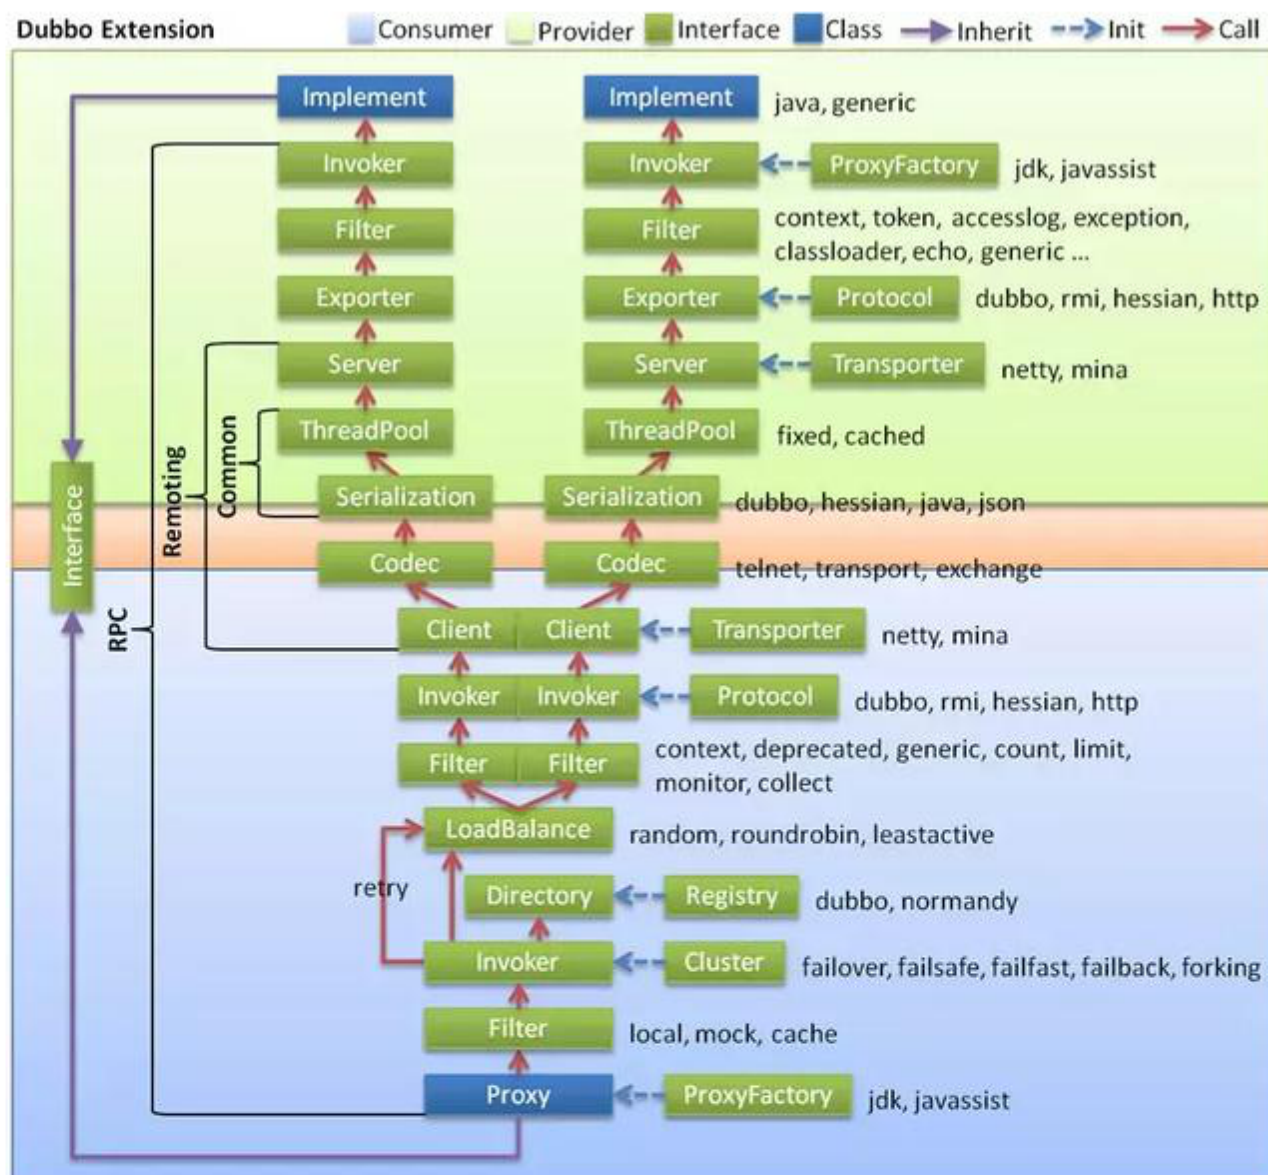 Dubbo Extension Consumer Provider Interface Class Inherit Init Call
Implement Implement java, generic
Invoker Invoker ProxyFactory jdk, javassist
Filter Filter context, token, accesslog, exception,
classloader, echo, generic ...
Exporter Exporter Protocol dubbo, rmi, hessian, http
Server Server Transporter netty, mina
ThreadPool ThreadPool fixed, cached
Common
Remoting
Serialization Serialization dubbo, hessian, java, json
Interface
Codec Codec telnet, transport, exchange
RPC
Client Client Transporter netty, mina
Invoker Invoker Protocol dubbo, rmi, hessian, http
Filter Filter context, deprecated, generic, count, limit,
monitor, collect
LoadBalance random, roundrobin, leastactive
retry
Directory Registry dubbo, normandy
Invoker Cluster failover, failsafe, failfast, failback, forking
Filter local, mock, cache
Proxy ProxyFactory jdk, javassist